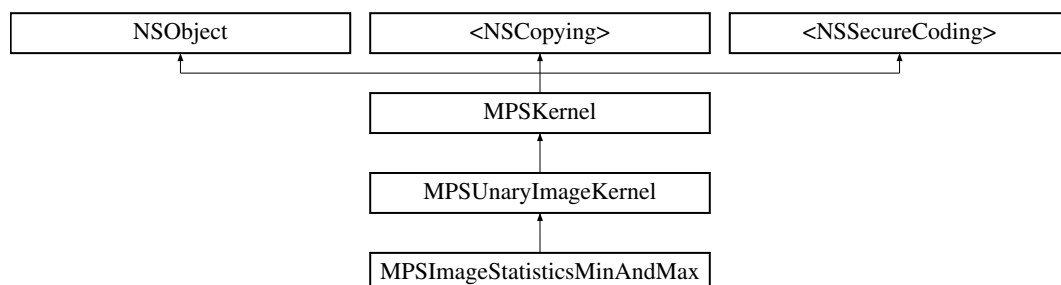 NSObject
<NSCopying>
<NSSecureCoding>
MPSKernel
MPSUnaryImageKernel
MPSImageStatisticsMinAndMax